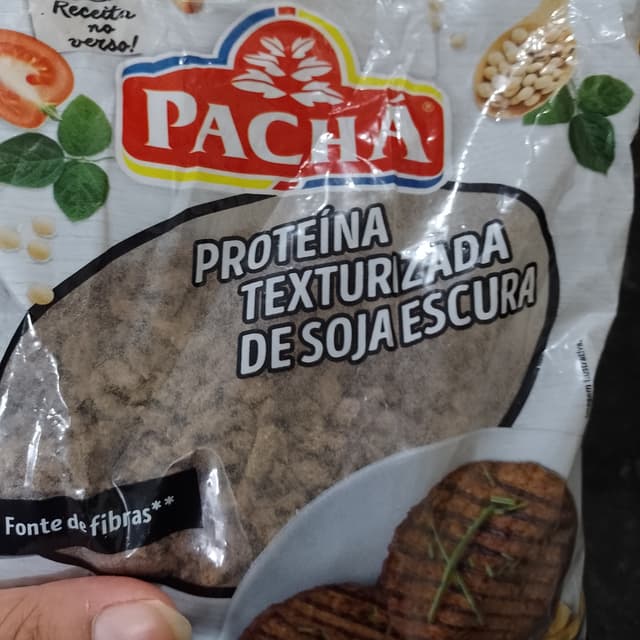 Receita
no
verso!
PACHÁ
PROTEÍNA
TEXTURIZADA
DE SOJA ESCURA
Fonte de fibras**